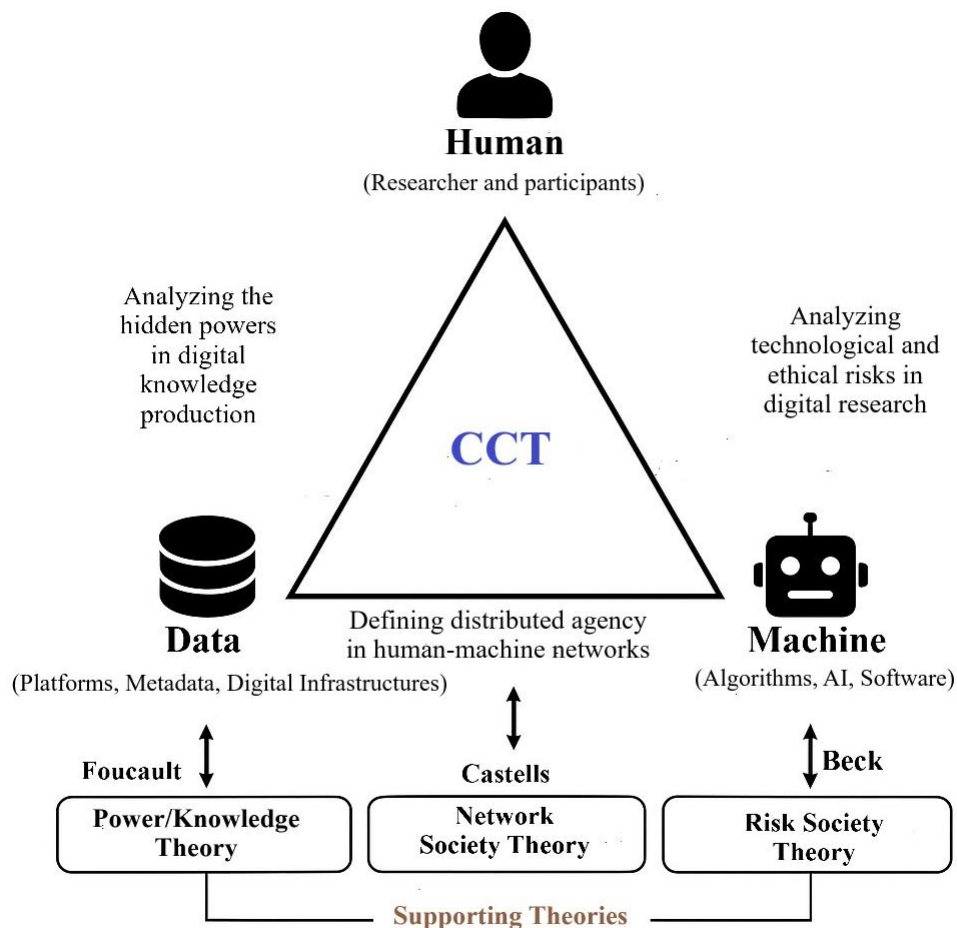 Human
(Researcher and participants)
Analyzing the
hidden powers
in digital
knowledge
production
Analyzing
technological and
ethical risks in
digital research
CCT
Data
(Platforms, Metadata, Digital Infrastructures)
Defining distributed agency
in human-machine networks
Machine
(Algorithms, AI, Software)
Foucault
Castells
Beck
Power/Knowledge
Theory
Network
Society Theory
Risk Society
Theory
Supporting Theories